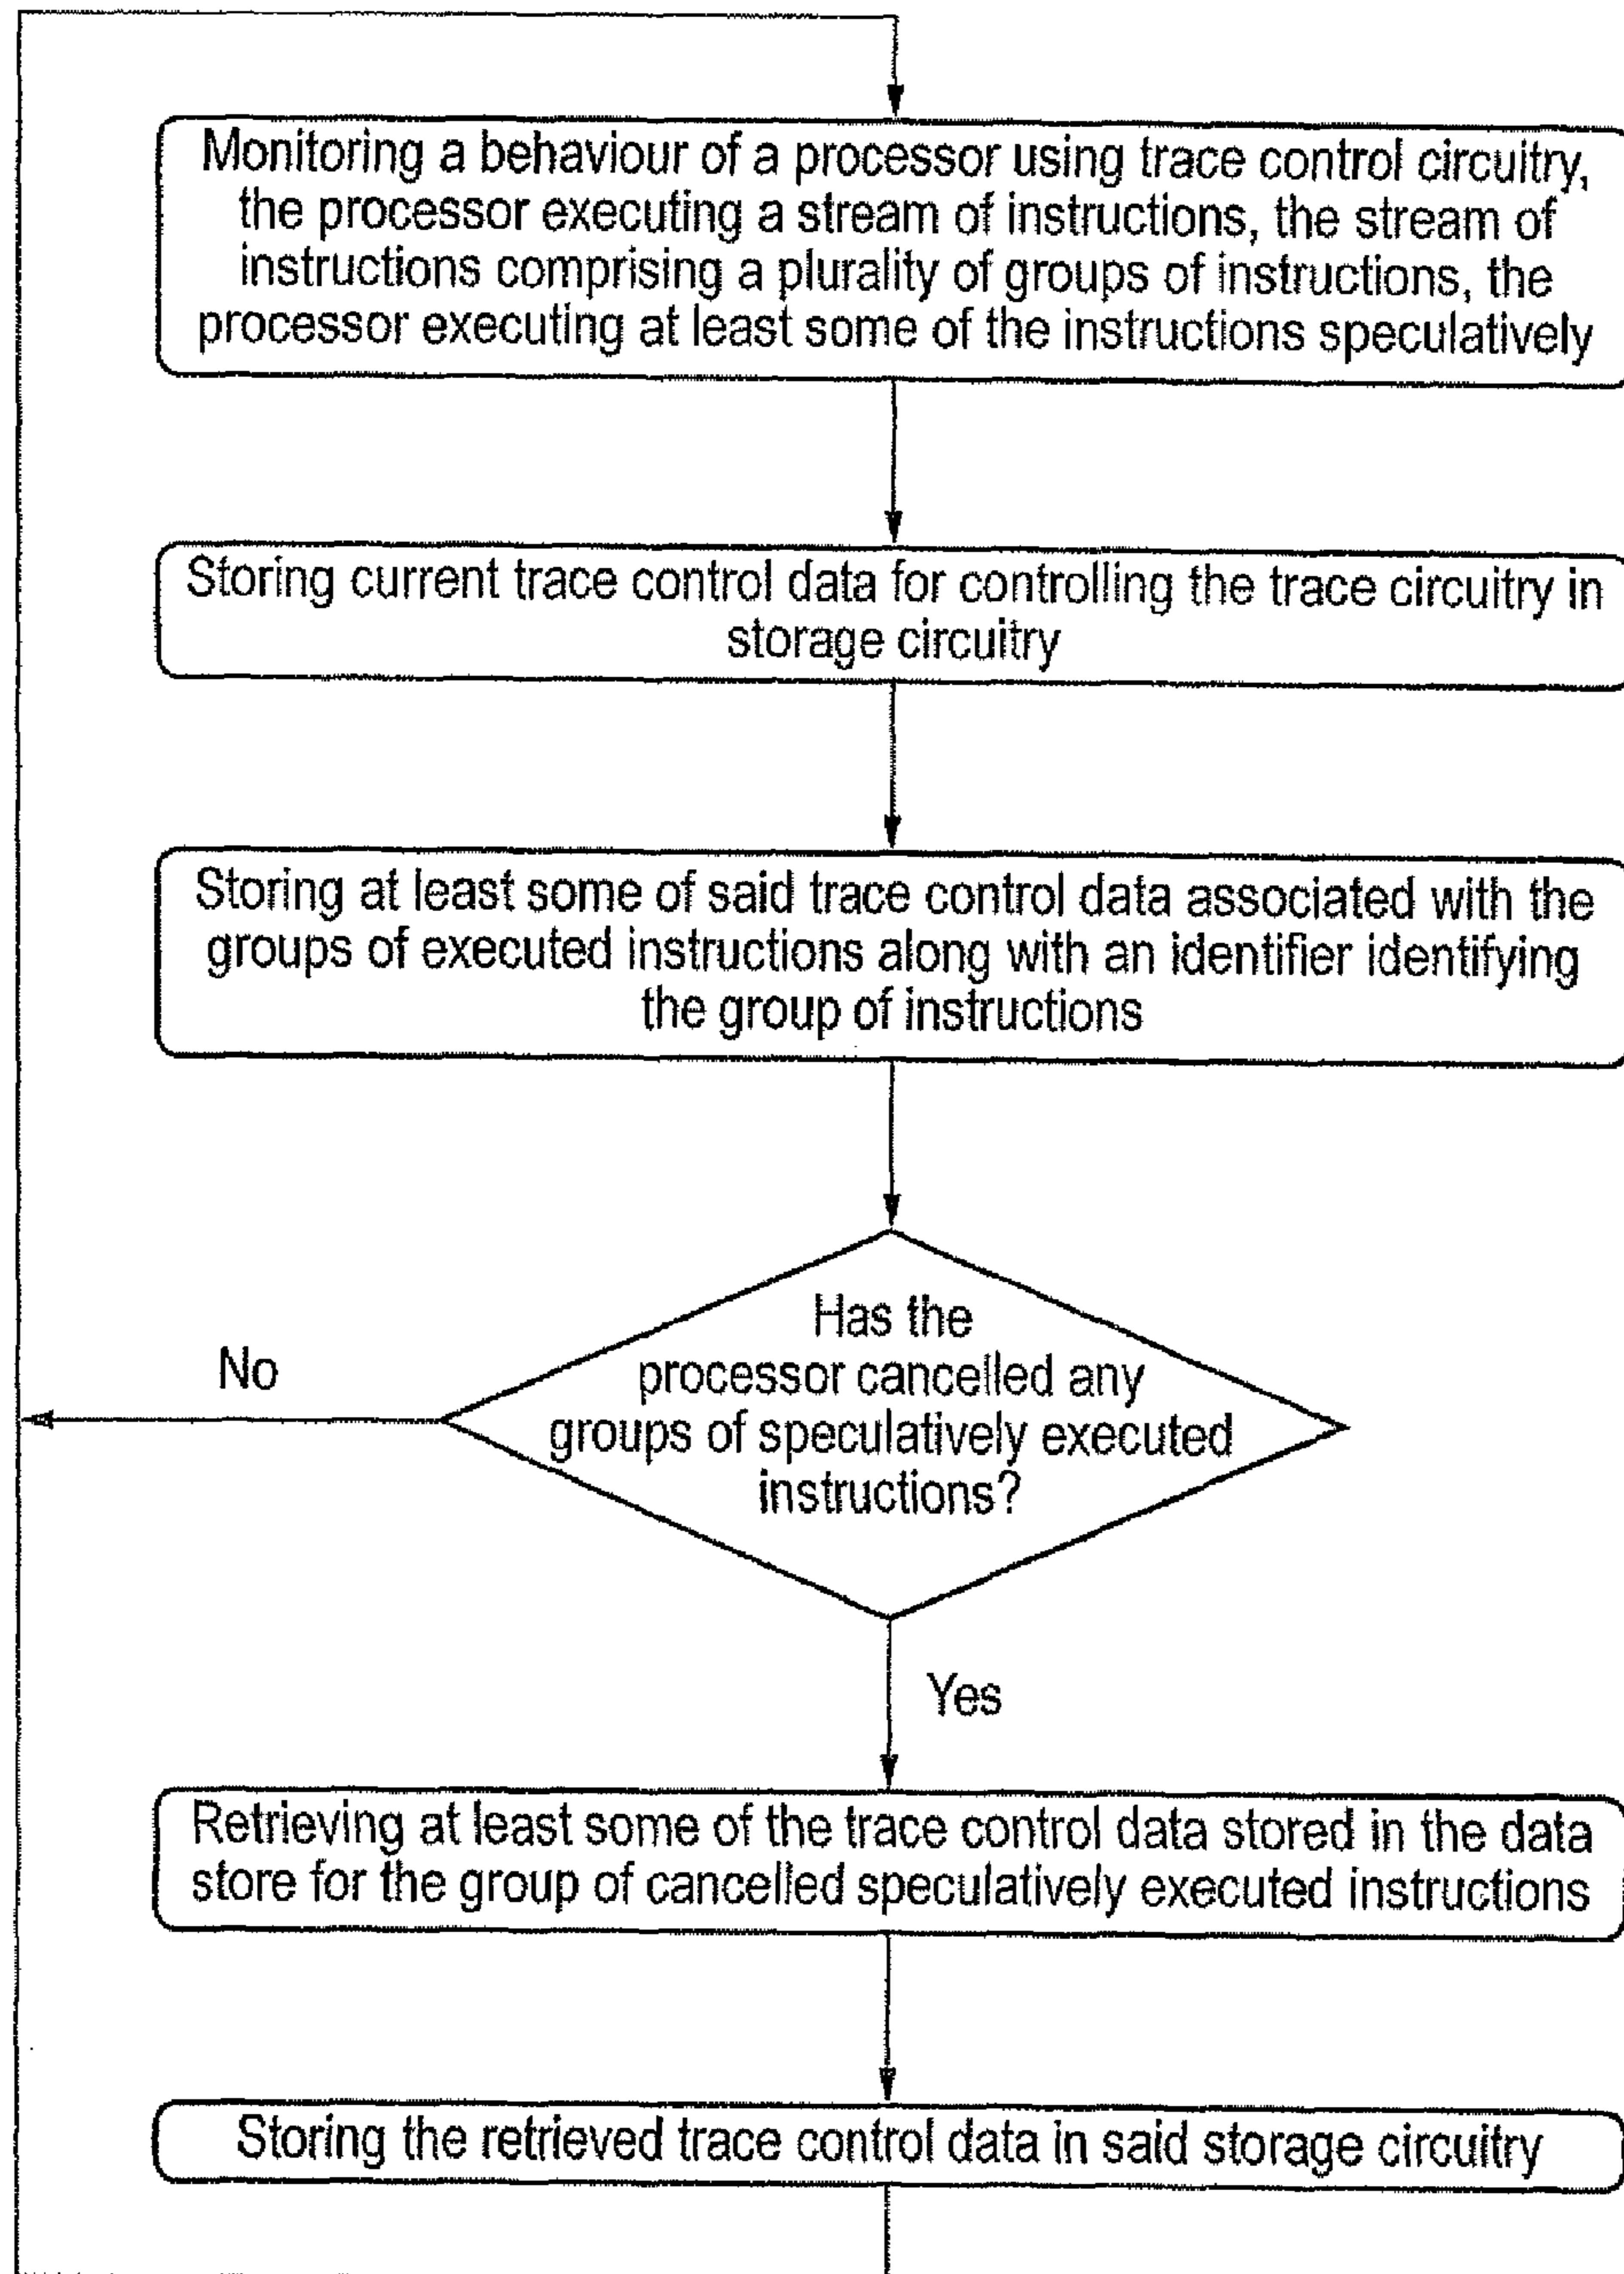 Monitoring a behaviour of a processor using trace control circuitry,
the processor executing a stream of instructions, the stream of
instructions comprising a plurality of groups of instructions, the
processor executing at least some of the instructions speculatively
Storing current trace control data for controlling the trace circuitry in
storage circuitry
Storing at least some of said trace control data associated with the
groups of executed instructions along with an identifier identifying
the group of instructions
Has the
processor cancelled any
groups of speculatively executed
instructions?
No
Yes
Retrieving at least some of the trace control data stored in the data
store for the group of cancelled speculatively executed instructions
Storing the retrieved trace control data in said storage circuitry